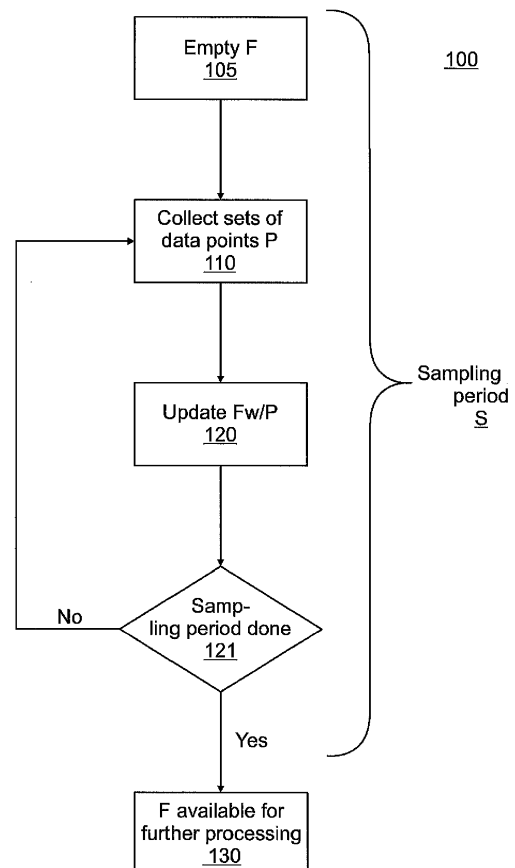 Empty F
105
100
Collect sets of
data points P
110
Sampling
period
S
Update Fw/P
120
Samp-
ling period done
121
No
Yes
F available for
further processing
130